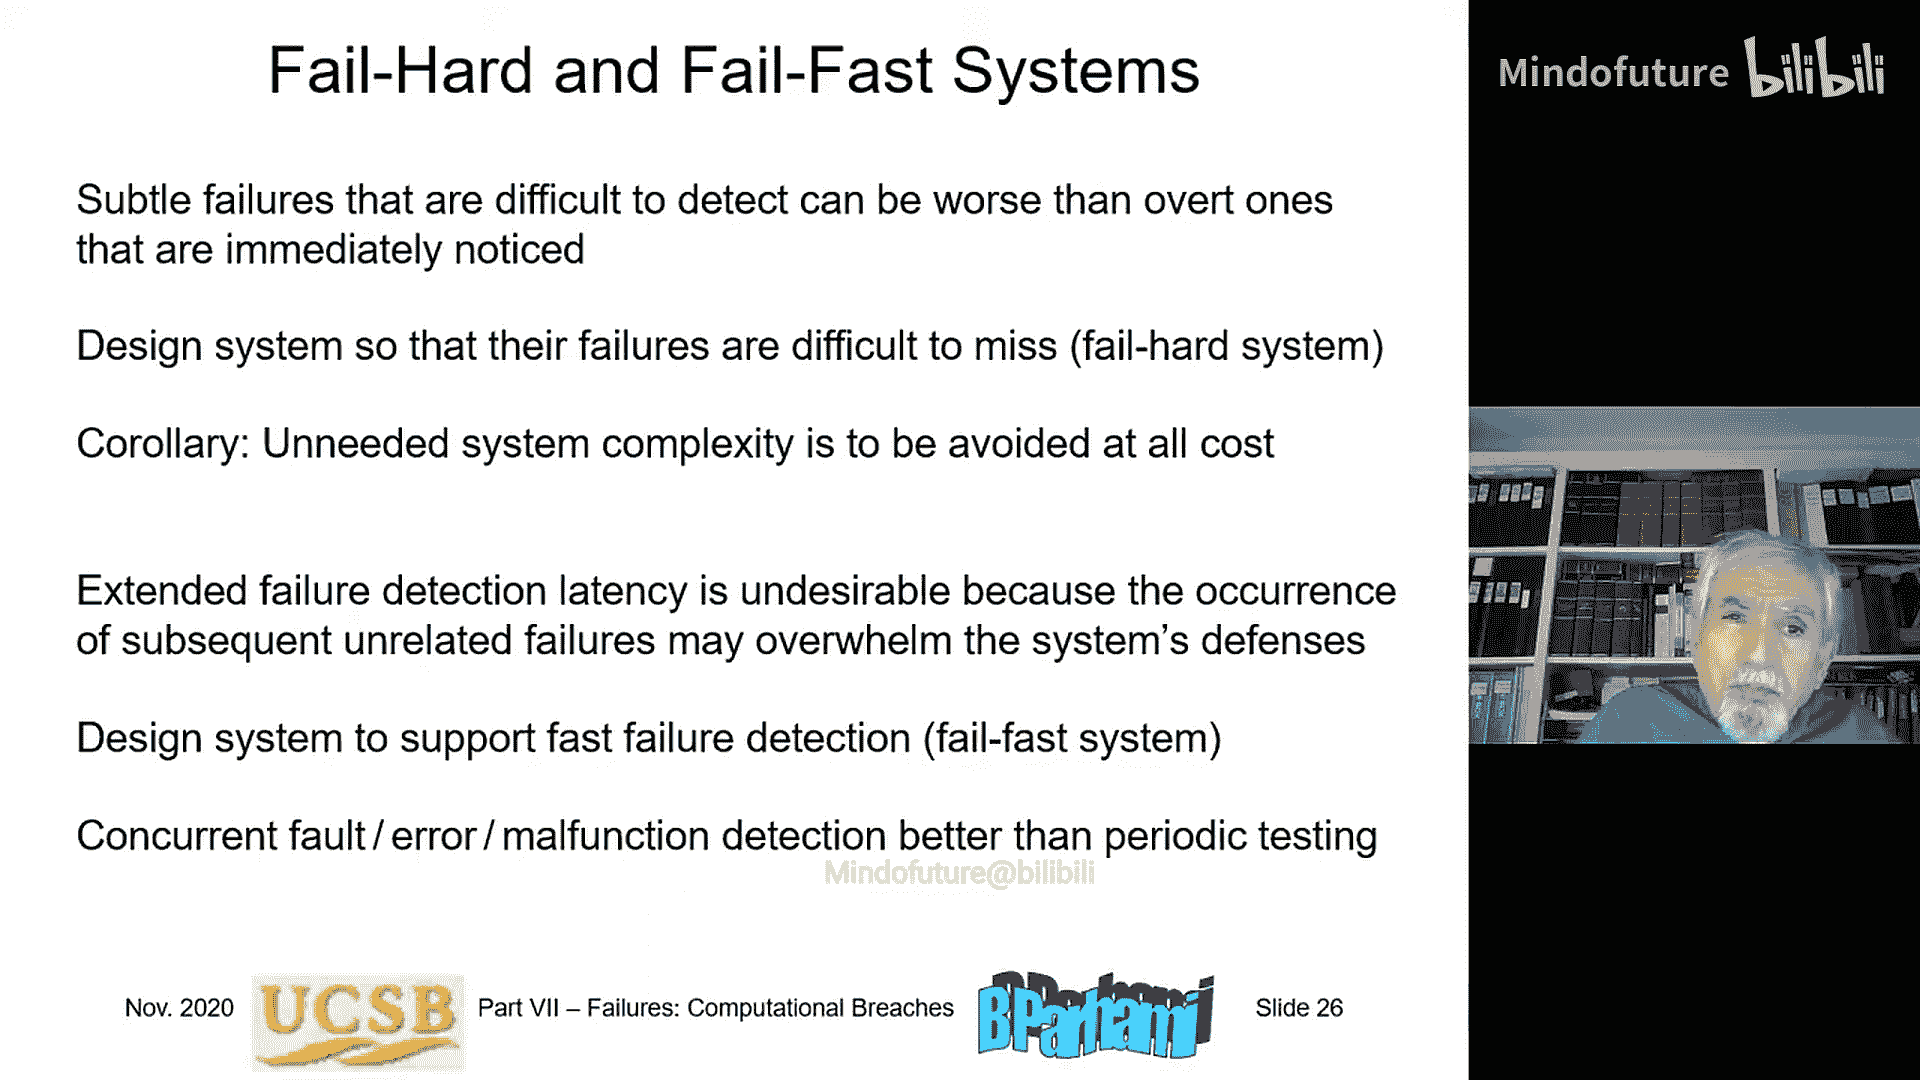 Fail-Hard and Fail-Fast Systems
Mindofuture bilibili
Subtle failures that are difficult to detect can be worse than overt ones
that are immediately noticed
Design system so that their failures are difficult to miss (fail-hard system)
Corollary: Unneeded system complexity is to be avoided at all cost
Extended failure detection latency is undesirable because the occurrence
of subsequent unrelated failures may overwhelm the system's defenses
Design system to support fast failure detection (fail-fast system)
Concurrent fault / error / malfunction detection better than periodic testing
Mindofuture@bilibili
Nov. 2020 UCSB Part VII – Failures: Computational Breaches BParhami Slide 26